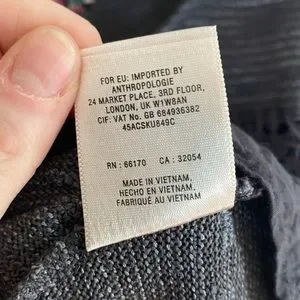 FOR EU: IMPORTED BY
ANTHROPOLOGIE
24 MARKET PLACE, 3RD FLOOR,
LONDON, UK W1W8AN
CIF: VAT No. GB 684936382
45ACSKU849C
RN : 66170 CA : 32054
MADE IN VIETNAM,
HECHO EN VIETNAM,
FABRIQUÉ AU VIETNAM